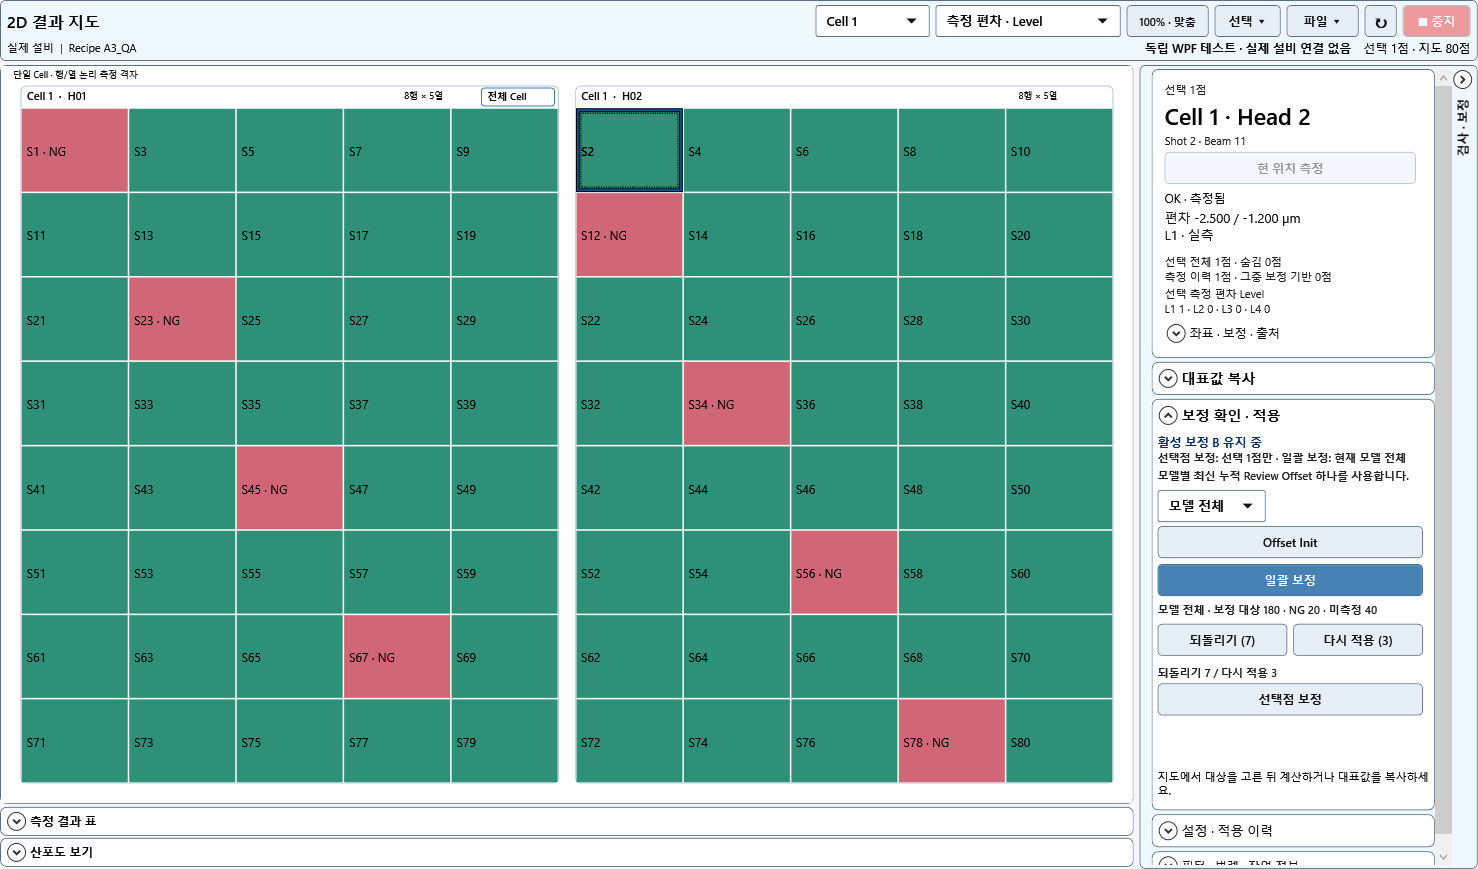 2D 결과 지도
Cell 1
측정 편차 · Level
100% · 맞춤
선택 ▾
파일 ▾
↻
■ 중지
실제 설비 | Recipe A3_QA
독립 WPF 테스트 · 실제 설비 연결 없음 선택 1점 · 지도 80점
단일 Cell · 행/열 논리 측정 격자
Cell 1 · H01 8행 × 5열 전체 Cell
S1 · NG S3 S5 S7 S9
S11 S13 S15 S17 S19
S21 S23 · NG S25 S27 S29
S31 S33 S35 S37 S39
S41 S43 S45 · NG S47 S49
S51 S53 S55 S57 S59
S61 S63 S65 S67 · NG S69
S71 S73 S75 S77 S79
Cell 1 · H02 8행 × 5열
S2 S4 S6 S8 S10
S12 · NG S14 S16 S18 S20
S22 S24 S26 S28 S30
S32 S34 · NG S36 S38 S40
S42 S44 S46 S48 S50
S52 S54 S56 · NG S58 S60
S62 S64 S66 S68 S70
S72 S74 S76 S78 · NG S80
측정 결과 표
산포도 보기
선택 1점
Cell 1 · Head 2
Shot 2 · Beam 11
현 위치 측정
OK · 측정됨
편차 -2.500 / -1.200 µm
L1 · 실측
선택 전체 1점 · 숨김 0점
측정 이력 1점 · 그중 보정 기반 0점
선택 측정 편차 Level
L1 1 · L2 0 · L3 0 · L4 0
좌표 · 보정 · 출처
대표값 복사
보정 확인 · 적용
활성 보정 B 유지 중
선택점 보정: 선택 1점만 · 일괄 보정: 현재 모델 전체
모델별 최신 누적 Review Offset 하나를 사용합니다.
모델 전체
Offset Init
일괄 보정
모델 전체 · 보정 대상 180 · NG 20 · 미측정 40
되돌리기 (7)
다시 적용 (3)
되돌리기 7 / 다시 적용 3
선택점 보정
지도에서 대상을 고른 뒤 계산하거나 대표값을 복사하세
요.
설정 · 적용 이력
검사 · 보정